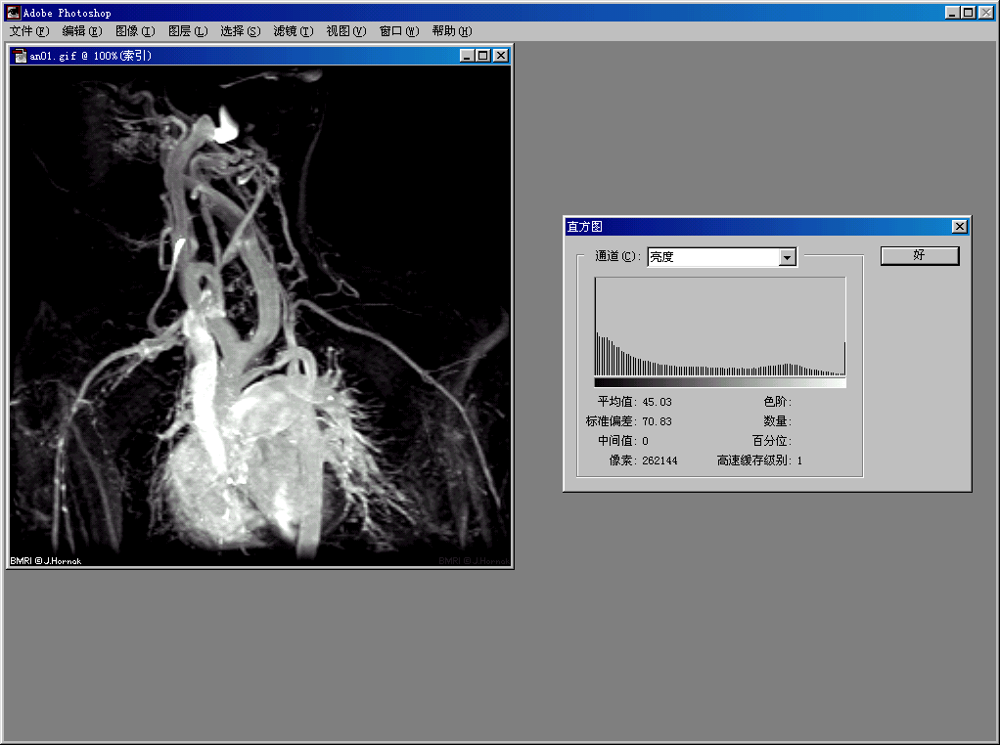 Adobe Photoshop
文件(F) 编辑(E) 图像(I) 图层(L) 选择(S) 滤镜(T) 视图(V) 窗口(W) 帮助(H)
an01.gif @ 100%(索引)
BMRI © J.Hornak
BMRI © J.Hornak
直方图
通道(C): 亮度
好
平均值: 45.03 色阶:
标准偏差: 70.83 数量:
中间值: 0 百分位:
像素: 262144 高速缓存级别: 1